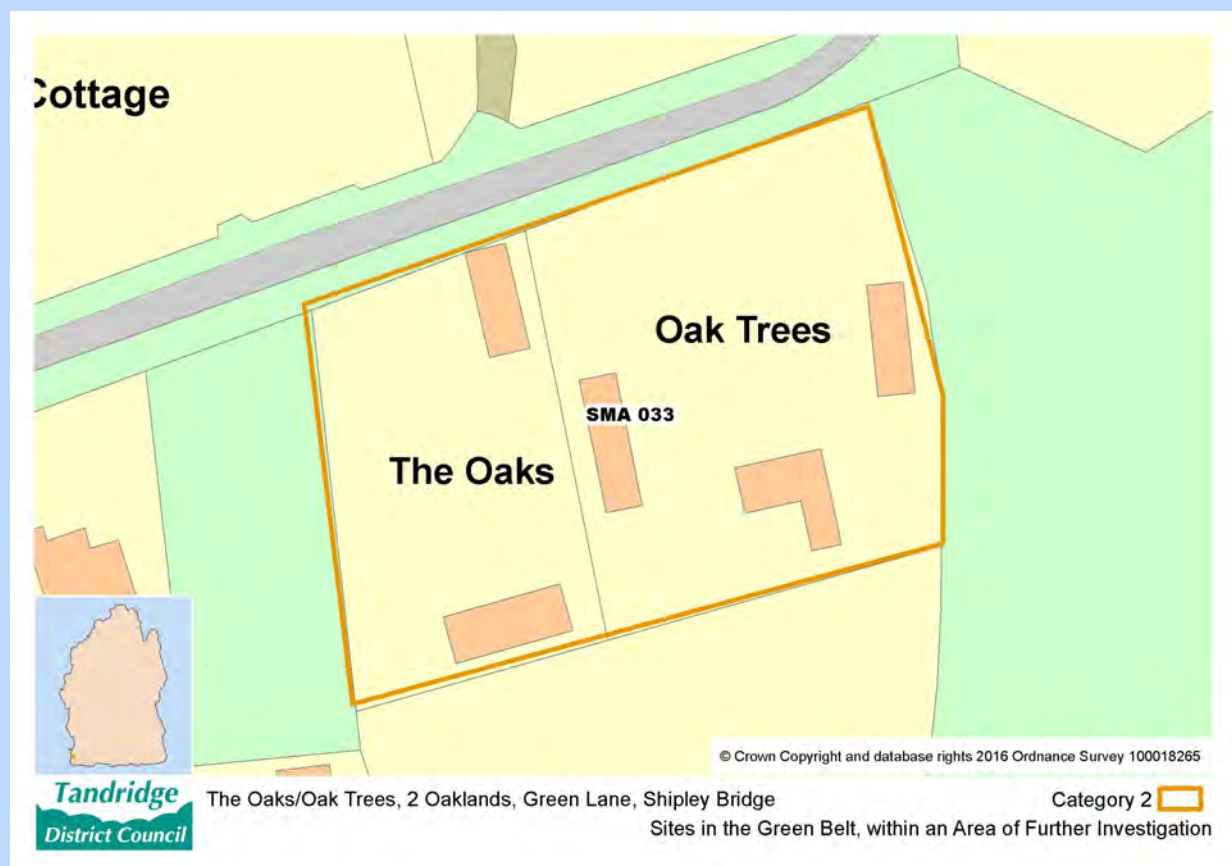 Cottage
Oak Trees
SMA 033
The Oaks
© Crown Copyright and database rights 2016 Ordnance Survey 100018265
Tandridge
District Council
The Oaks/Oak Trees, 2 Oaklands, Green Lane, Shipley Bridge
Category 2
Sites in the Green Belt, within an Area of Further Investigation